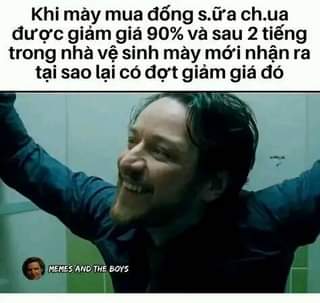 Khi mày mua đống s.ữa ch.ua
được giảm giá 90% và sau 2 tiếng
trong nhà vệ sinh mày mới nhận ra
tại sao lại có đợt giảm giá đó
MEMES AND THE BOYS